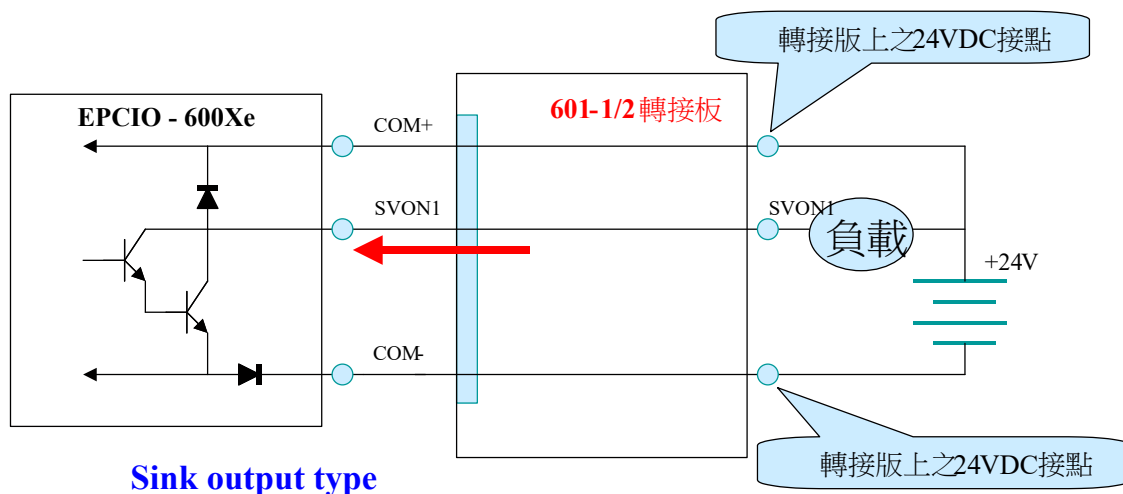 轉接版上之24VDC接點
EPCIO - 600Xe
601-1/2 轉接板
COM+
SVON1
SVON1
負載
+24V
COM-
轉接版上之24VDC接點
Sink output type